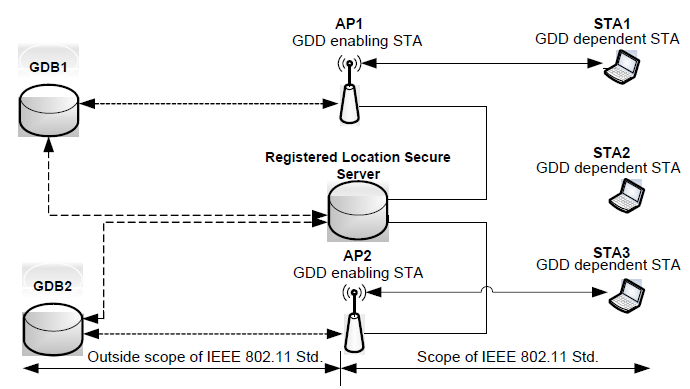 AP1
GDD enabling STA
STA1
GDD dependent STA
GDB1
Registered Location Secure
Server
STA2
GDD dependent STA
AP2
GDD enabling STA
STA3
GDD dependent STA
GDB2
Outside scope of IEEE 802.11 Std.
Scope of IEEE 802.11 Std.